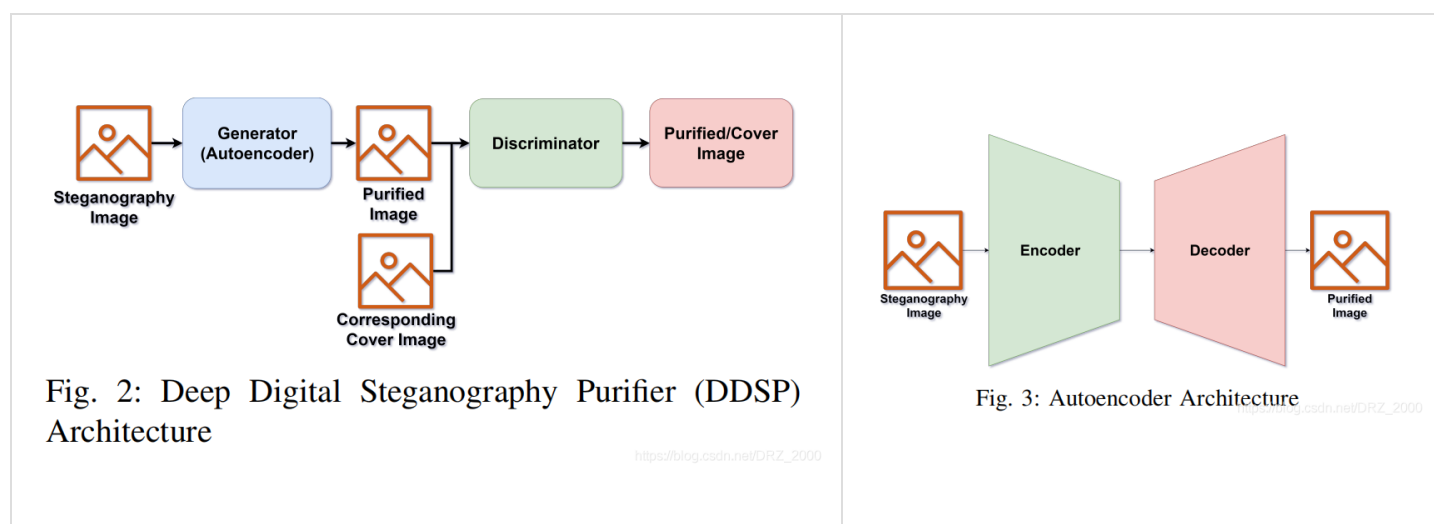 Generator
(Autoencoder)
Discriminator
Purified/Cover
Image
Steganography
Image
Purified
Image
Corresponding
Cover Image
Fig. 2: Deep Digital Steganography Purifier (DDSP)
Architecture
https://blog.csdn.net/DRZ_2000
Encoder
Decoder
Steganography
Image
Purified
Image
Fig. 3: Autoencoder Architecture
https://blog.csdn.net/DRZ_2000